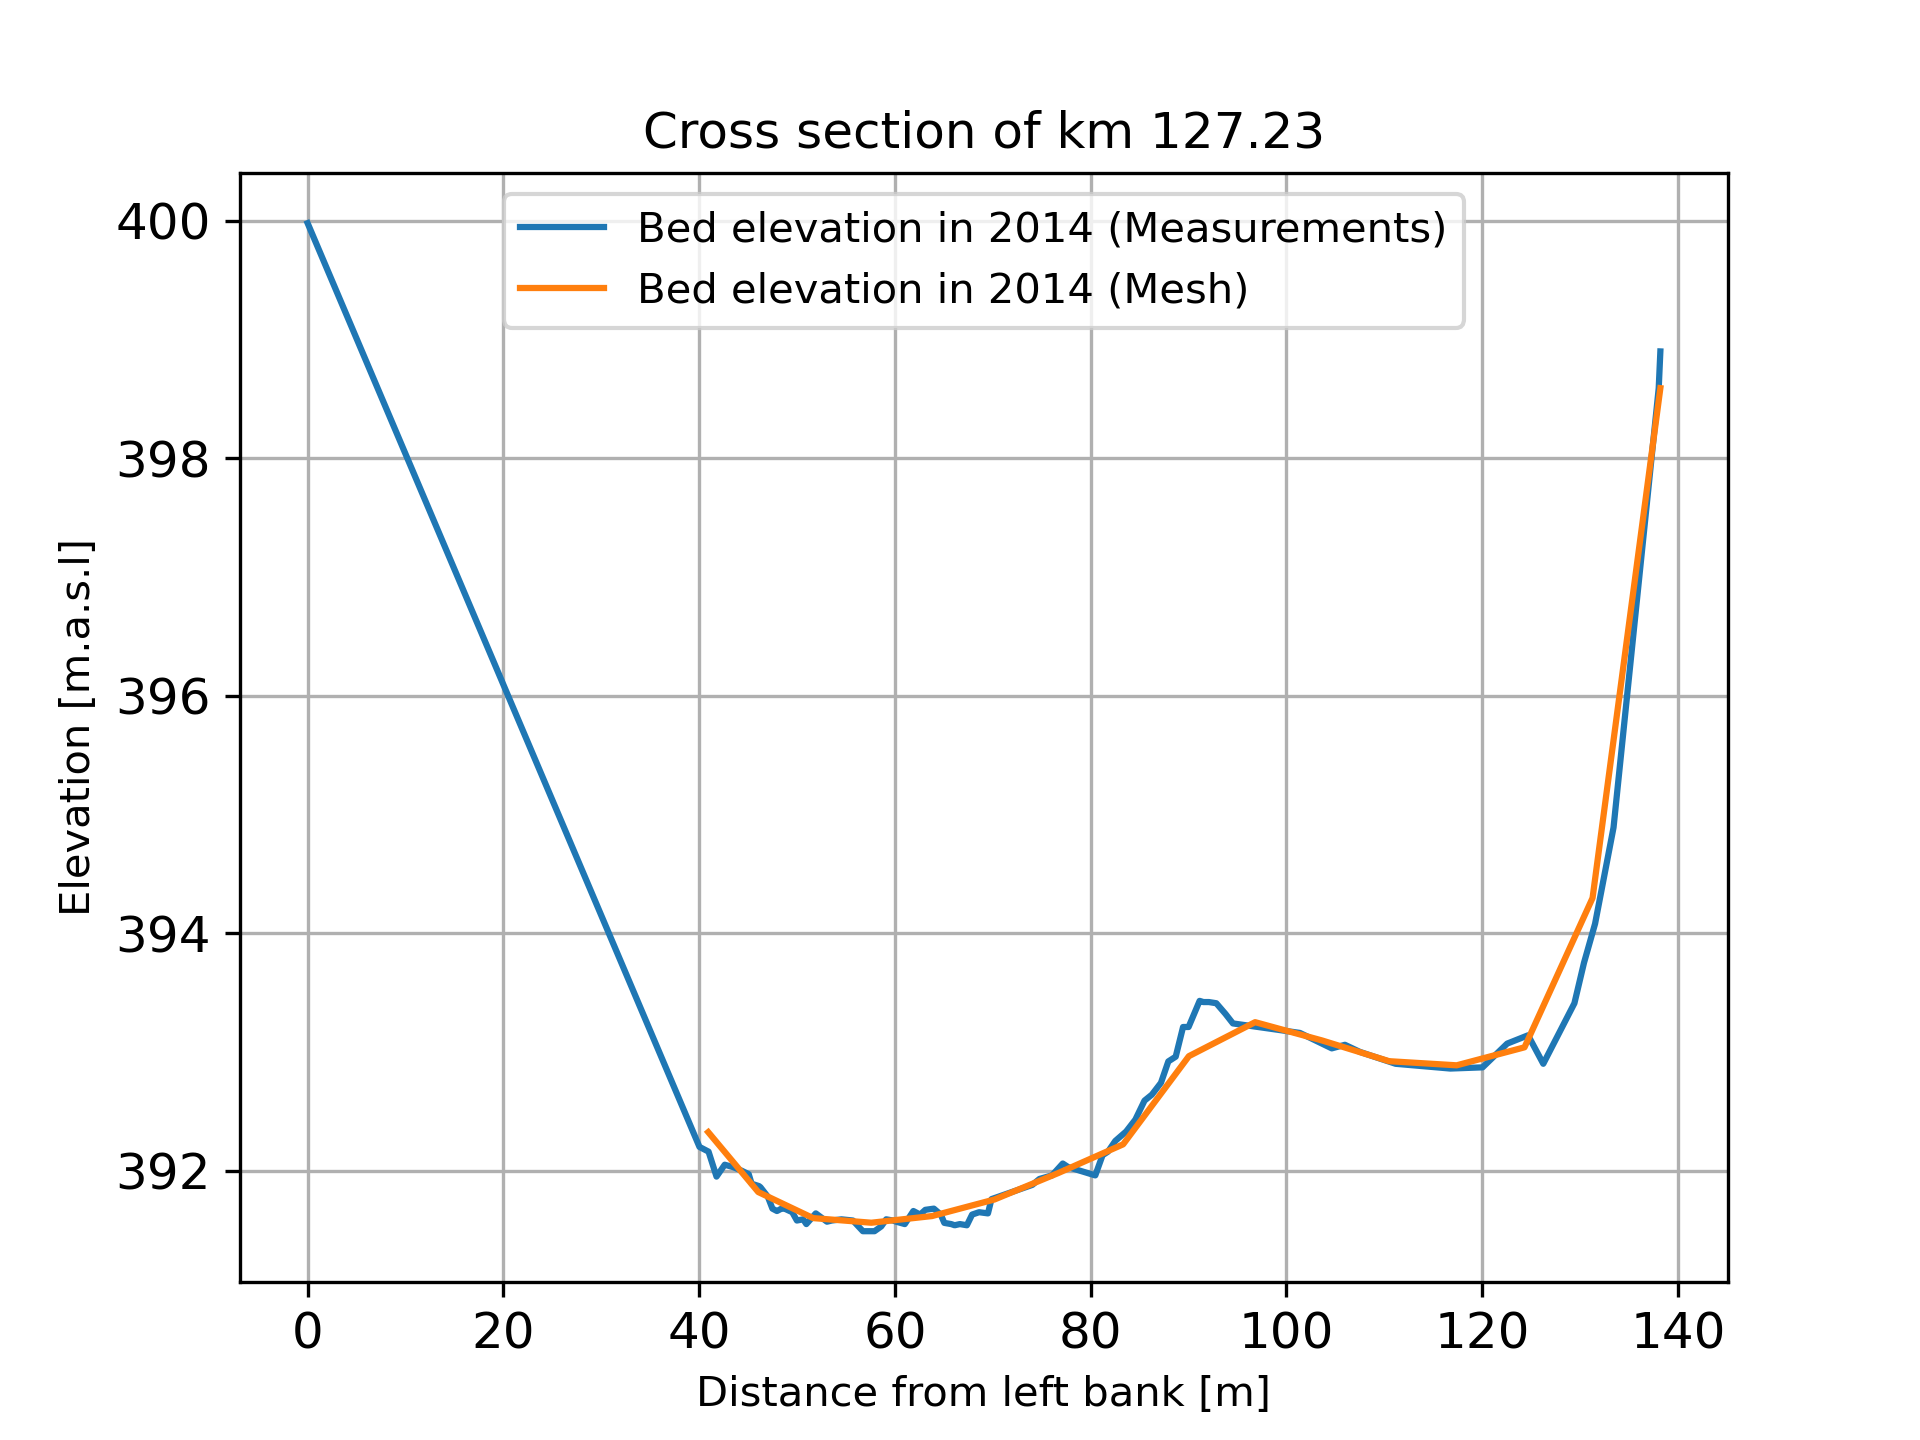 Cross section of km 127.23
Bed elevation in 2014 (Measurements)
Bed elevation in 2014 (Mesh)
Elevation [m.a.s.l]
400
398
396
394
392
0 20 40 60 80 100 120 140
Distance from left bank [m]